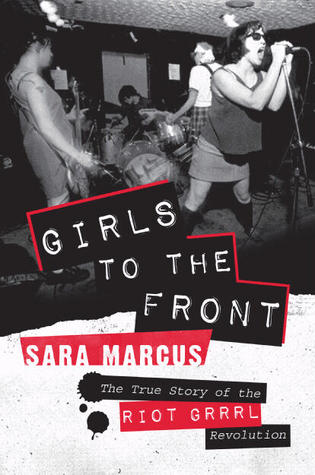 GIRLS
TO THE
FRONT
SARA MARCUS
The True Story of the
RIOT GRRRL
Revolution